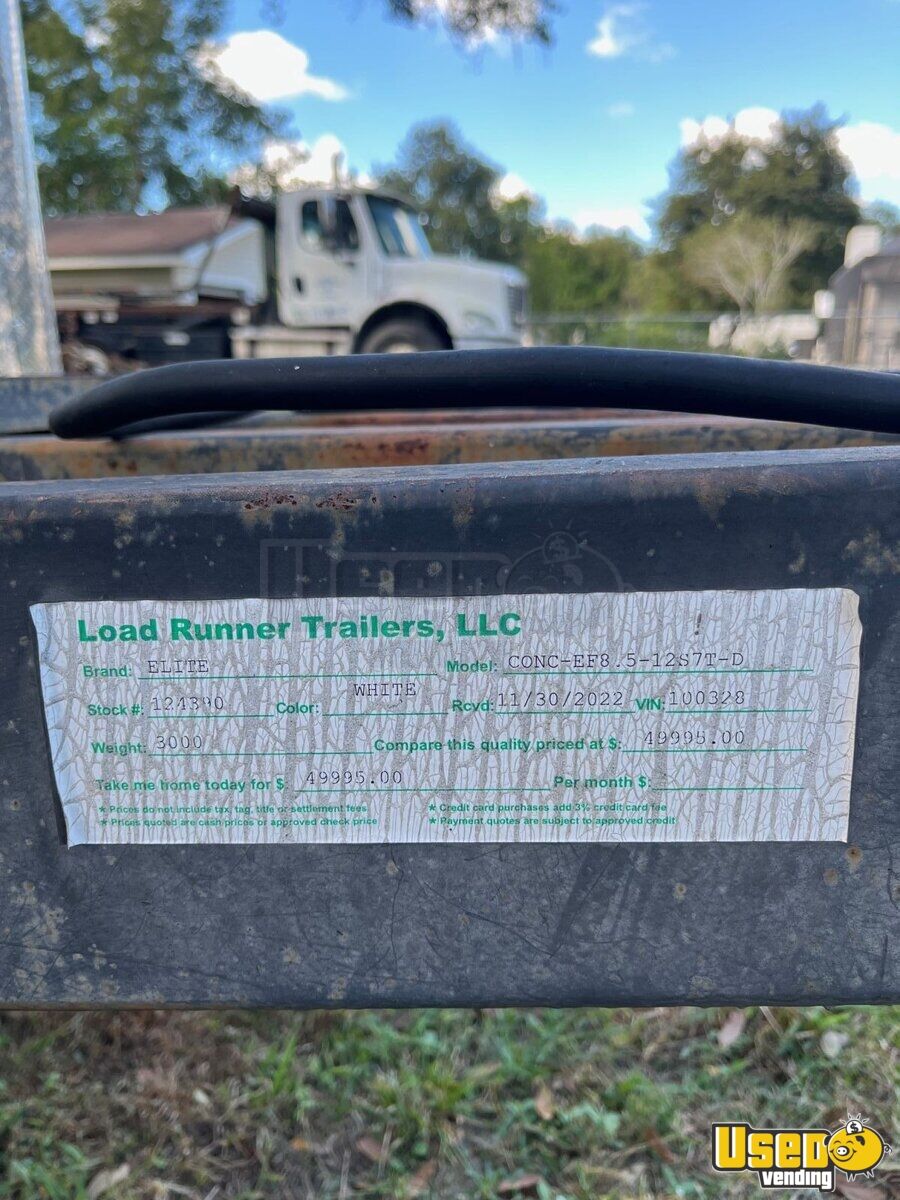 Load Runner Trailers, LLC
Brand: ELITE Model: CONC-EF8.5-12S7T-D
Stock #: 124390 Color: WHITE Rcvd: 11/30/2022 VIN: 100328
Weight: 3000 Compare this quality priced at $: 49995.00
Take me home today for $: 49995.00 Per month $:
* Prices do not include tax, tag, title or settlement fees * Credit card purchases add 3% credit card fee
* Prices quoted are cash prices or approved check price * Payment quotes are subject to approved credit
Used
vending